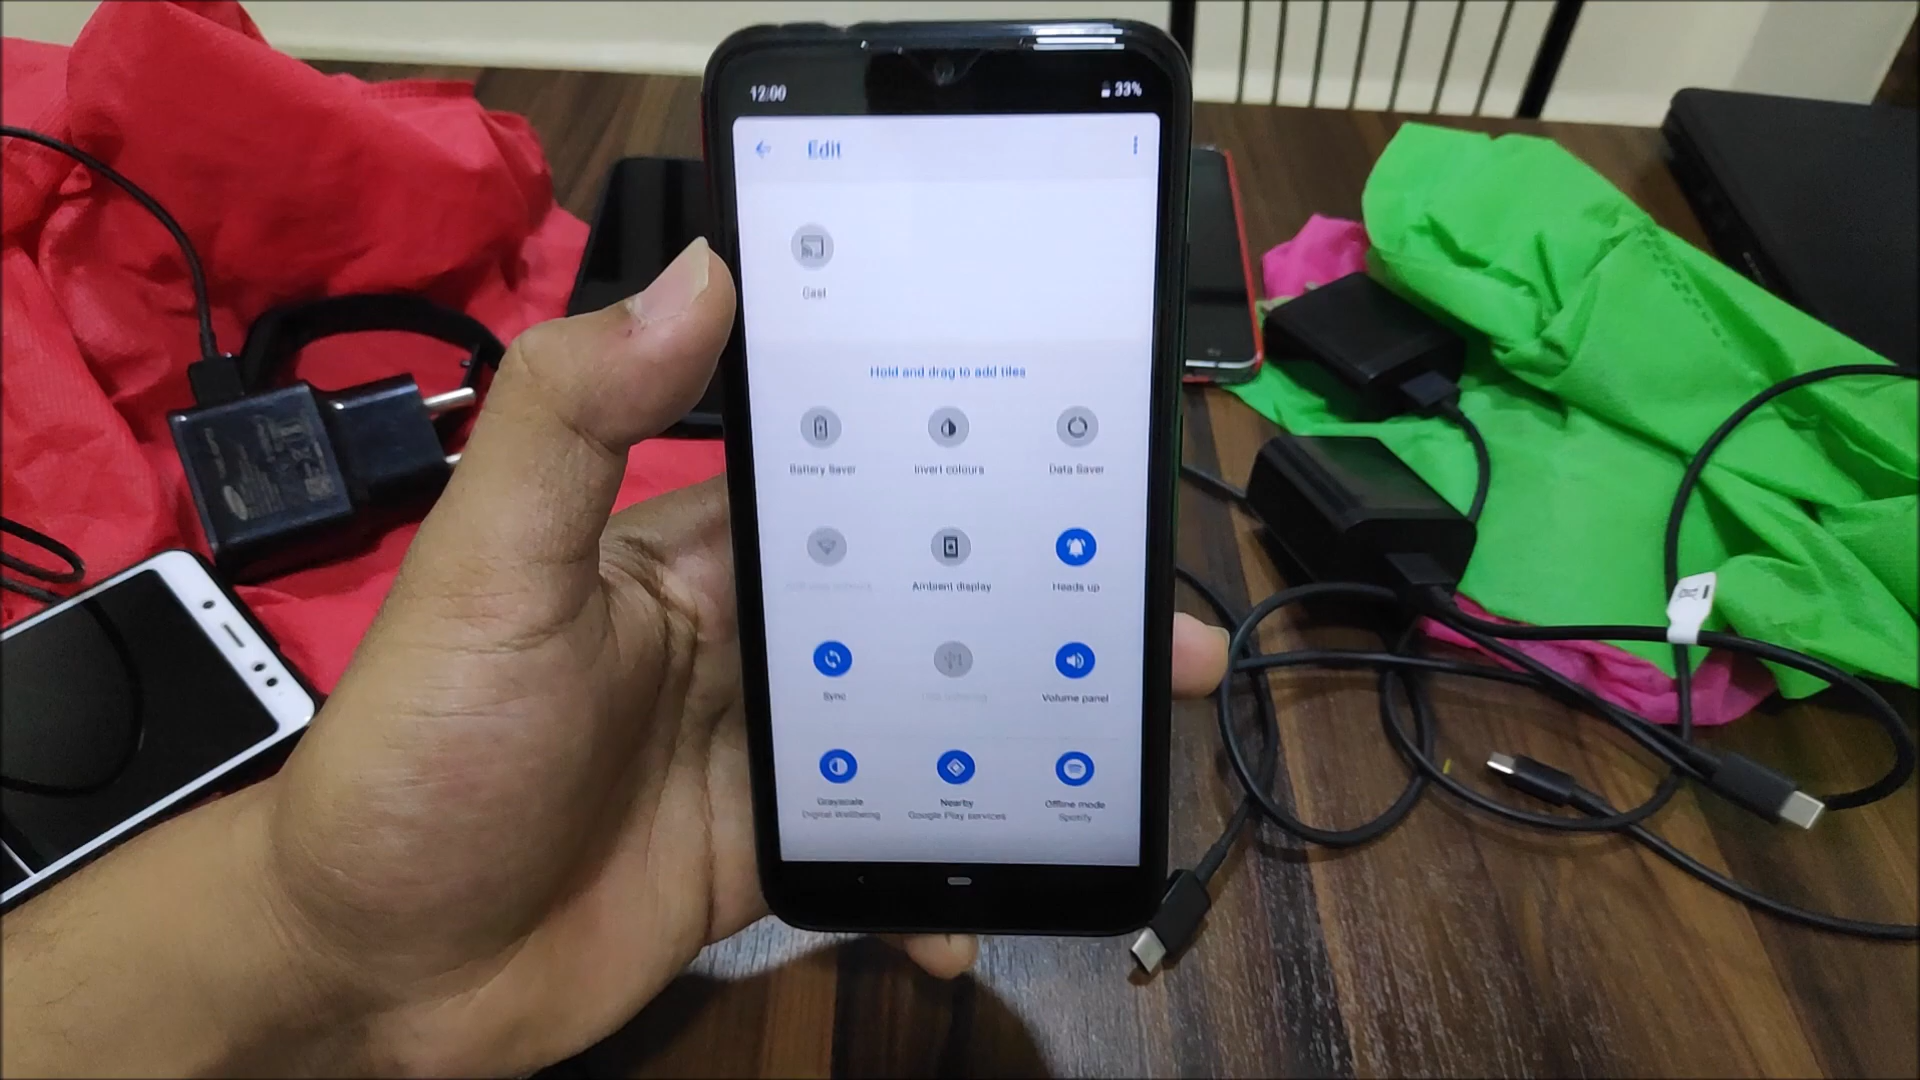 12:00
33%
Edit
Cast
Hold and drag to add tiles
Battery Saver
Invert colours
Data Saver
Ambient display
Heads up
Sync
Volume panel
Grayscale
Digital Wellbeing
Nearby
Google Play services
Offline mode
Spotify